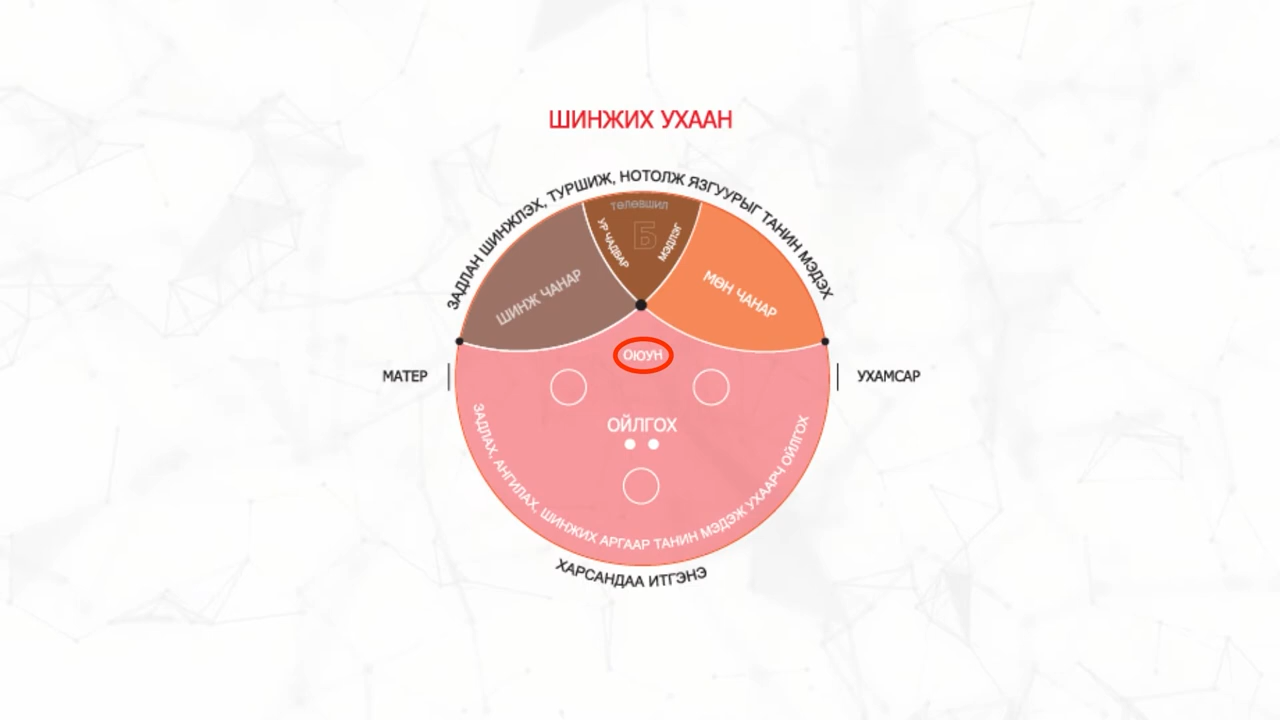 ШИНЖИХ УХААН
ЗАДЛАН ШИНЖЛЭХ, ТУРШИЖ, НОТОЛЖ ЯЗГУУРЫГ ТАНИН МЭДЭХ
төлөвшил
Б
УР ЧАДВАР
МЭДЛЭГ
ШИНЖ ЧАНАР
МӨН ЧАНАР
ОЮУН
МАТЕР
УХАМСАР
ОЙЛГОХ
ЗАДЛАХ, АНГИЛАХ, ШИНЖИХ АРГААР ТАНИН МЭДЭЖ УХААРЧ ОЙЛГОХ
ХАРСАНДАА ИТГЭНЭ